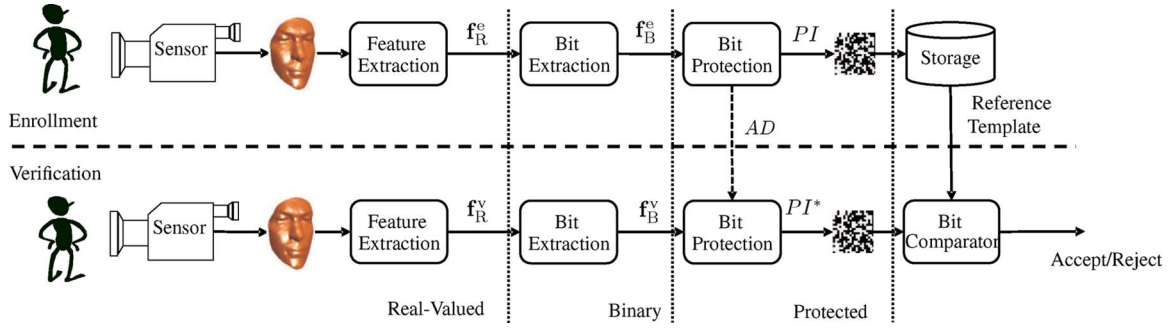 Sensor
Feature
Extraction
f_R^e
Bit
Extraction
f_B^e
Bit
Protection
PI
Storage
Enrollment
AD
Reference
Template
Verification
Sensor
Feature
Extraction
f_R^v
Bit
Extraction
f_B^v
Bit
Protection
PI*
Bit
Comparator
Accept/Reject
Real-Valued
Binary
Protected